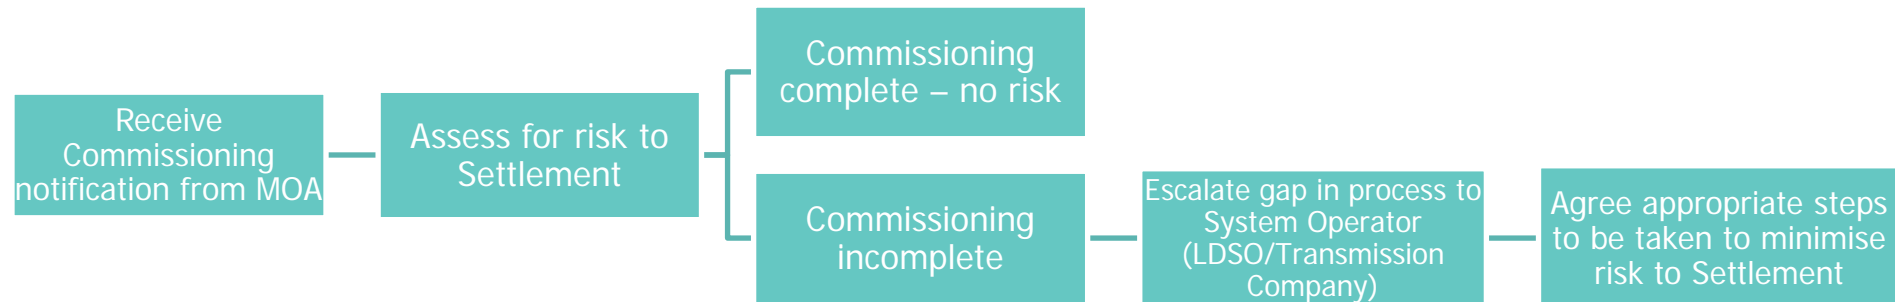 Receive
Commissioning
notification from MOA
Assess for risk to
Settlement
Commissioning
complete – no risk
Commissioning
incomplete
Escalate gap in process to
System Operator
(LDSO/Transmission
Company)
Agree appropriate steps
to be taken to minimise
risk to Settlement